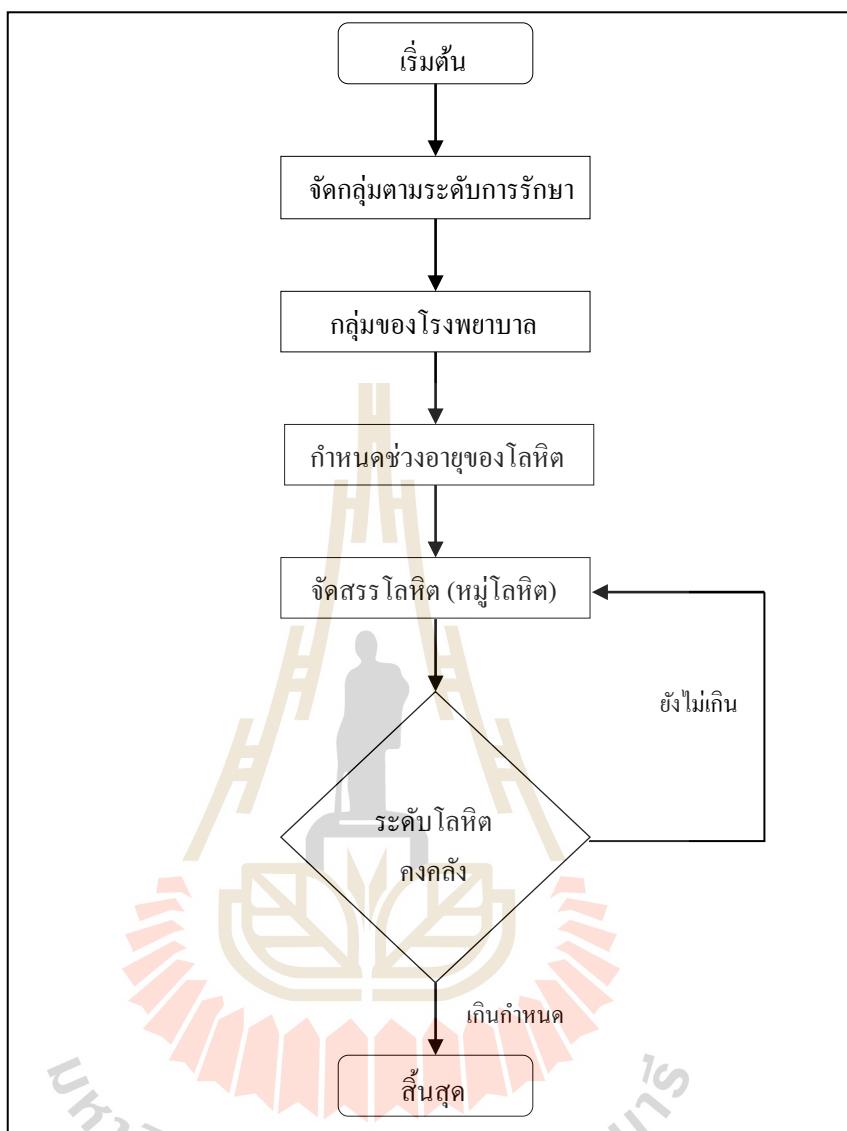 เริ่มต้น
จัดกลุ่มตามระดับการรักษา
กลุ่มของโรงพยาบาล
กำหนดช่วงอายุของโลหิต
จัดสรรโลหิต (หมู่โลหิต)
ยังไม่เกิน
ระดับโลหิต
คงคลัง
เกินกำหนด
สิ้นสุด